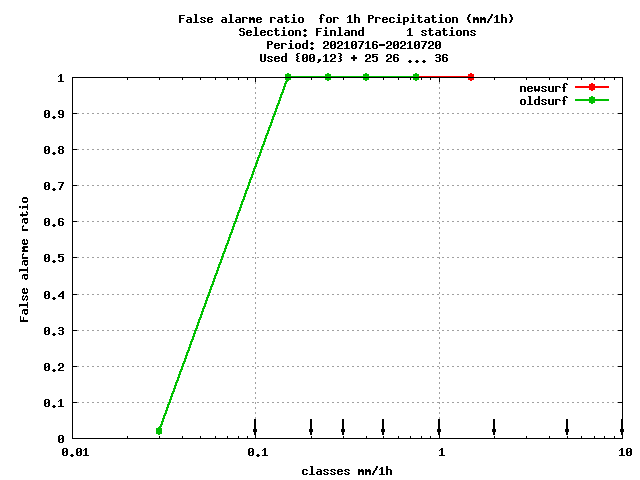 False alarme ratio  for 1h Precipitation (mm/1h)
Selection: Finland      1 stations
Period: 20210716-20210720
Used {00,12} + 25 26 ... 36
newsurf
oldsurf
False alarme ratio
1
0.9
0.8
0.7
0.6
0.5
0.4
0.3
0.2
0.1
0
0.01
0.1
1
10
classes mm/1h